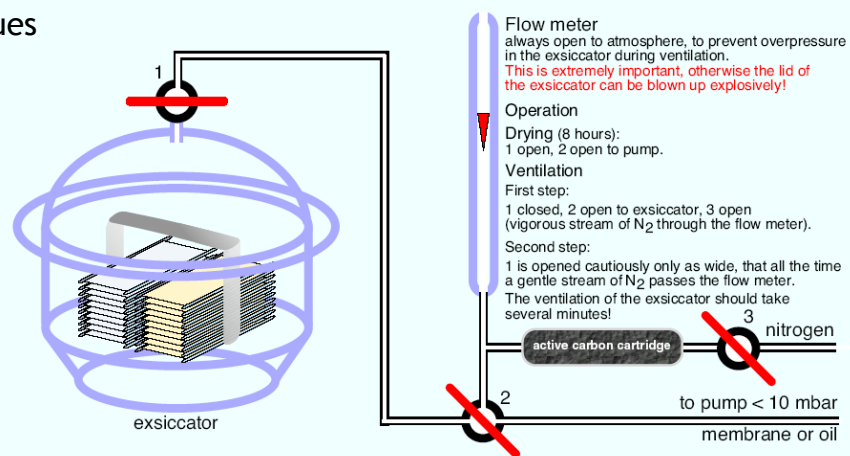 ues
1
Flow meter
always open to atmosphere, to prevent overpressure
in the exsiccator during ventilation.
This is extremely important, otherwise the lid of
the exsiccator can be blown up explosively!
Operation
Drying (8 hours):
1 open, 2 open to pump.
Ventilation
First step:
1 closed, 2 open to exsiccator, 3 open
(vigorous stream of N2 through the flow meter).
Second step:
1 is opened cautiously only as wide, that all the time
a gentle stream of N2 passes the flow meter.
The ventilation of the exsiccator should take
several minutes!
3
nitrogen
active carbon cartridge
2
to pump < 10 mbar
membrane or oil
exsiccator